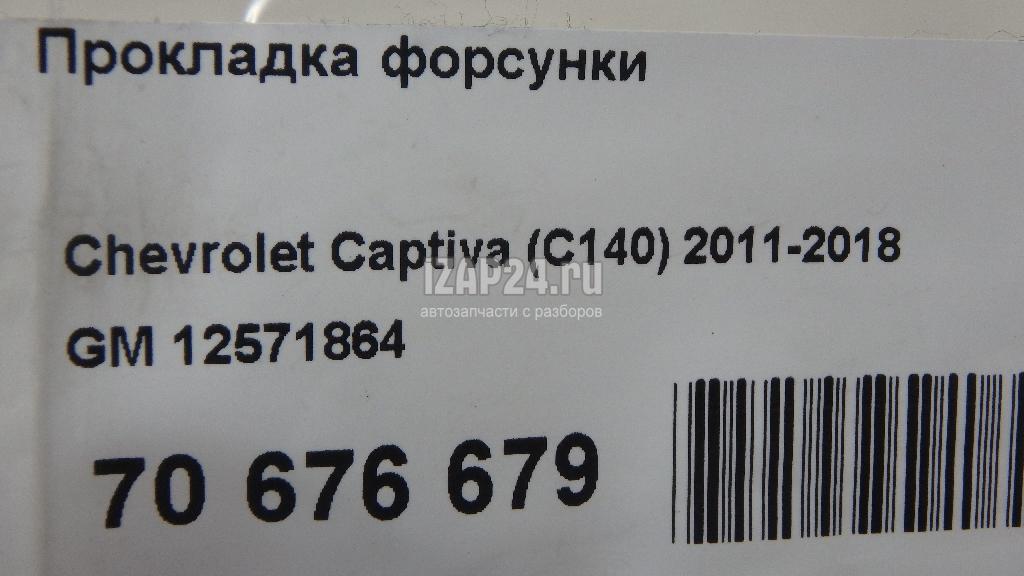 Прокладка форсунки
Chevrolet Captiva (C140) 2011-2018
IZAP24.ru
автозапчасти с разборов
GM 12571864
70 676 679